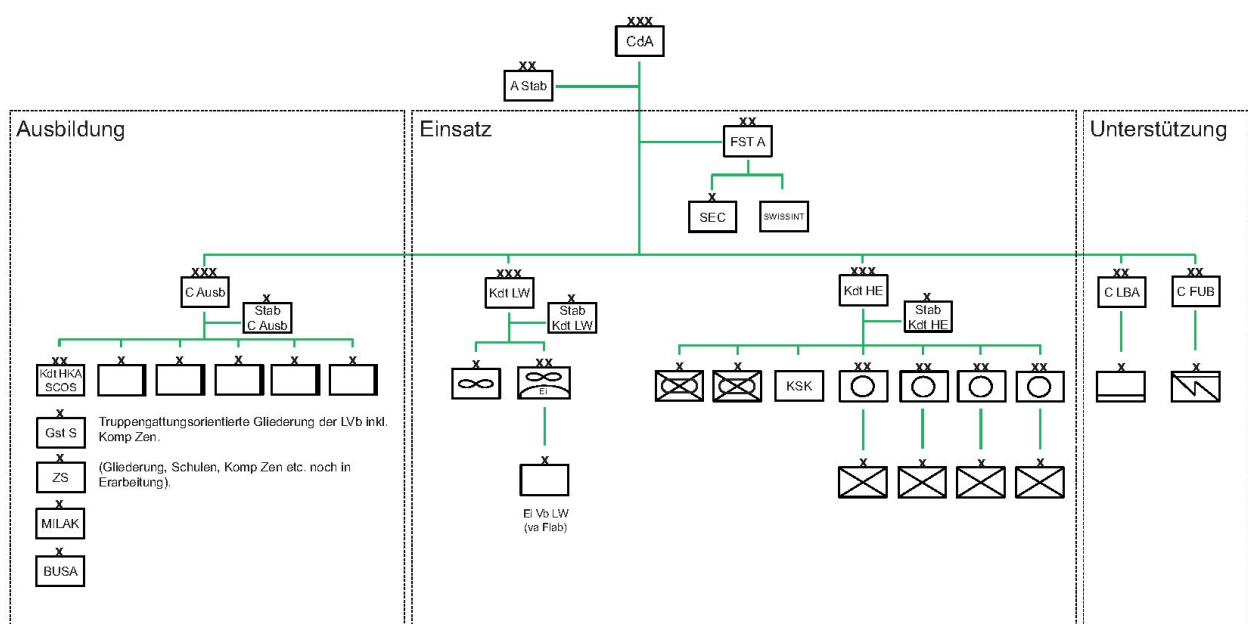 XXX
CdA
XX
A Stab
Ausbildung
Einsatz
Unterstützung
XX
FST A
X
SEC
SWISSINT
XXX
C Ausb
X
Stab
C Ausb
XXX
Kdt LW
X
Stab
Kdt LW
XXX
Kdt HE
X
Stab
Kdt HE
XX
C LBA
XX
C FUB
XX
Kdt HKA
SCOS
X
X
X
X
X
X
XX
EI
X
X
KSK
XX
XX
XX
XX
X
X
X
Gst S
Truppengattungsorientierte Gliederung der LVb inkl.
Komp Zen.
X
ZS
(Gliederung, Schulen, Komp Zen etc. noch in
Erarbeitung).
X
MILAK
X
BUSA
X
EI Vb LW
(va Flab)
X
X
X
X